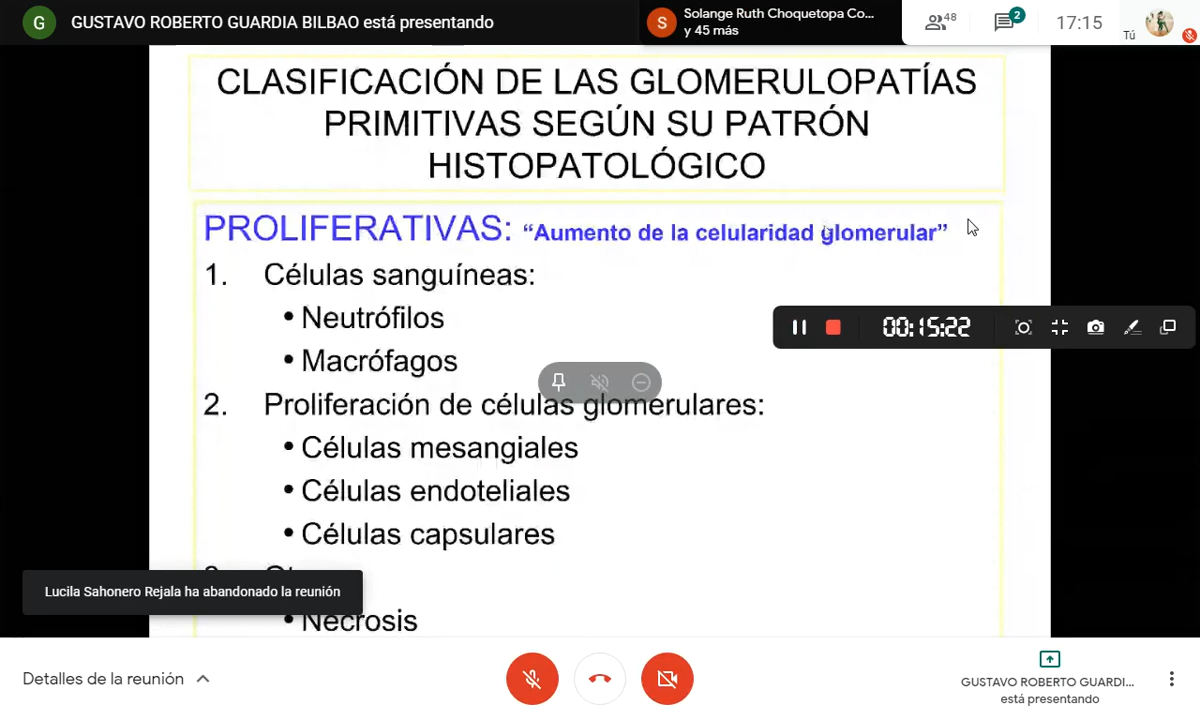 G GUSTAVO ROBERTO GUARDIA BILBAO está presentando
S Solange Ruth Choquetopa Co...
y 45 más
48
2
17:15
Tú
CLASIFICACIÓN DE LAS GLOMERULOPATÍAS
PRIMITIVAS SEGÚN SU PATRÓN
HISTOPATOLÓGICO
PROLIFERATIVAS: “Aumento de la celularidad glomerular”
1. Células sanguíneas:
• Neutrófilos
• Macrófagos
00:15:22
2. Proliferación de células glomerulares:
• Células mesangiales
• Células endoteliales
• Células capsulares
Lucila Sahonero Rejala ha abandonado la reunión
• Necrosis
Detalles de la reunión
GUSTAVO ROBERTO GUARDI...
está presentando